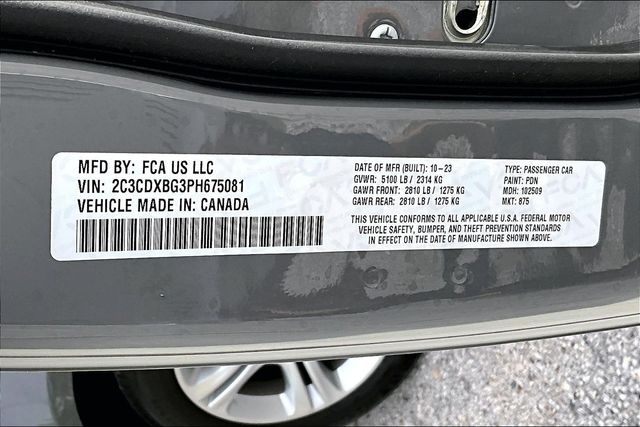 MFD BY: FCA US LLC
VIN: 2C3CDXBG3PH675081
VEHICLE MADE IN: CANADA
DATE OF MFR (BUILT): 10-23
GVWR: 5100 LB / 2314 KG
GAWR FRONT: 2810 LB / 1275 KG
GAWR REAR: 2810 LB / 1275 KG
TYPE: PASSENGER CAR
PAINT: PDN
MDH: 102509
MKT: 875
THIS VEHICLE CONFORMS TO ALL APPLICABLE U.S.A. FEDERAL MOTOR
VEHICLE SAFETY, BUMPER, AND THEFT PREVENTION STANDARDS
IN EFFECT ON THE DATE OF MANUFACTURE SHOWN ABOVE.